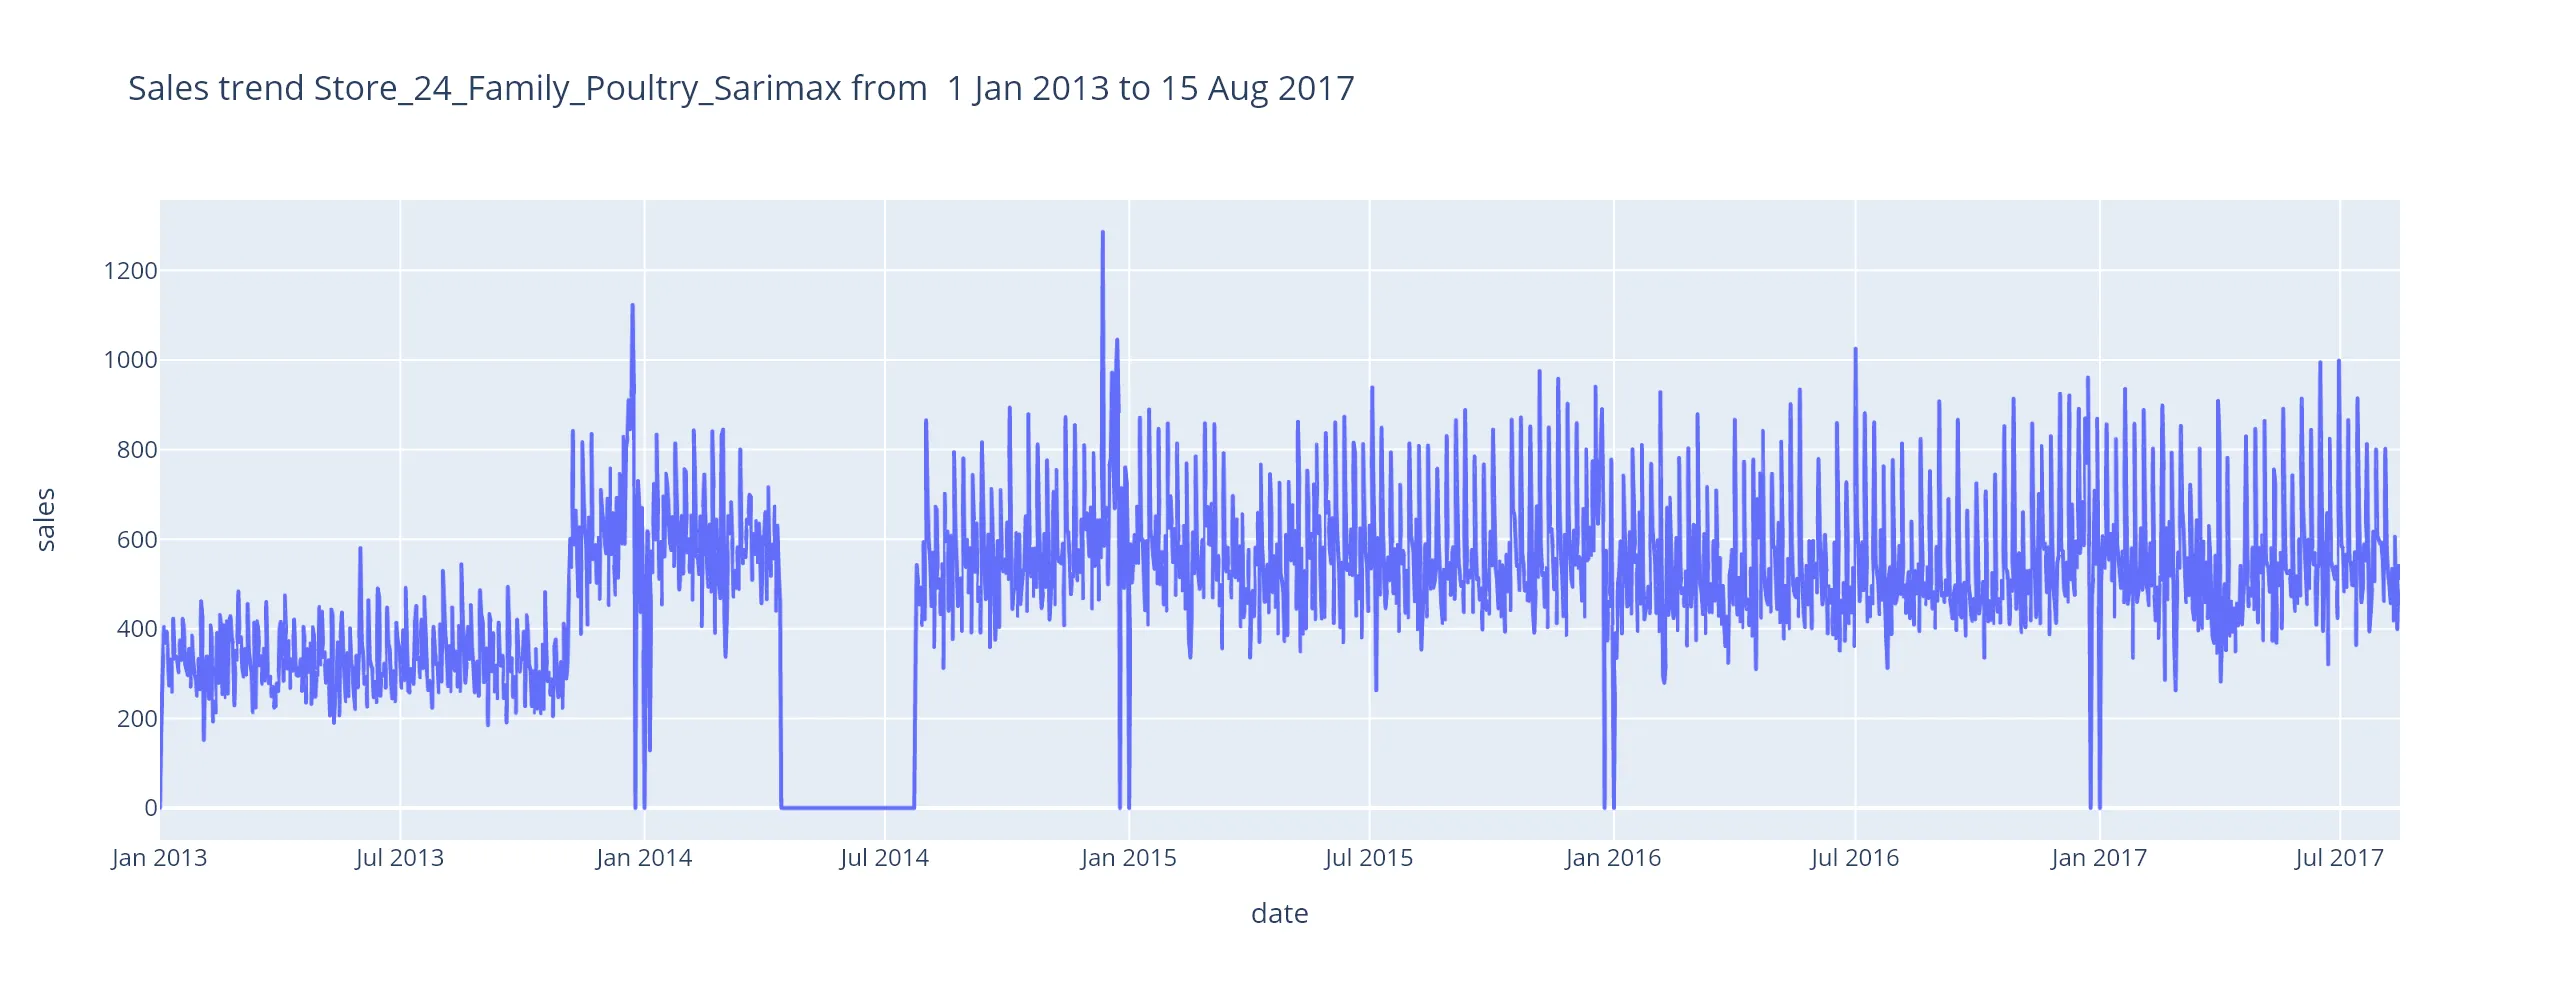 Sales trend Store_24_Family_Poultry_Sarimax from  1 Jan 2013 to 15 Aug 2017
sales
1200
1000
800
600
400
200
0
Jan 2013 Jul 2013 Jan 2014 Jul 2014 Jan 2015 Jul 2015 Jan 2016 Jul 2016 Jan 2017 Jul 2017
date